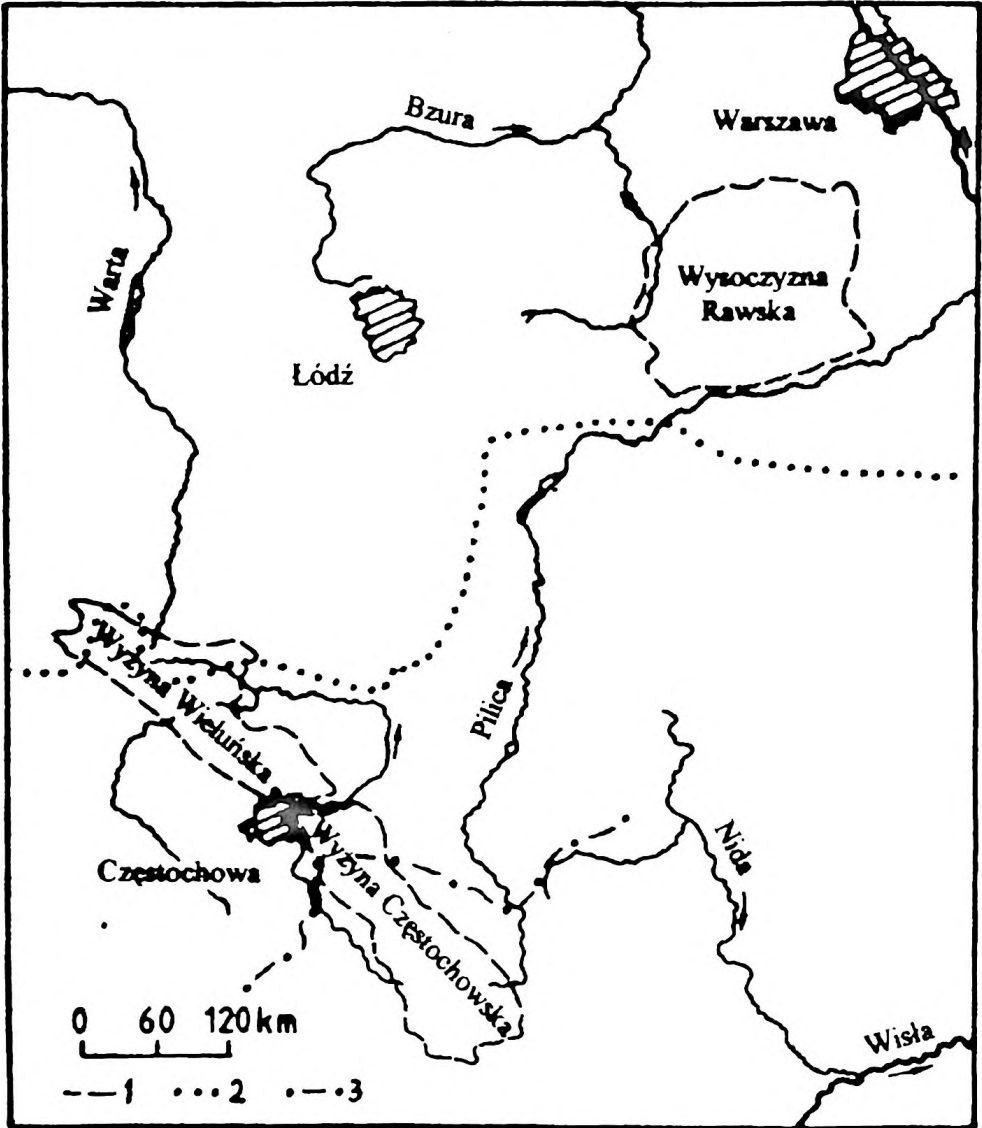 Bzura
Warszawa
Warta
Wysoczyzna
Rawska
Łódź
Wyżyna Wieluńska
Pilica
Częstochowa
Wyżyna Częstochowska
Nida
Wisła
0 60 120 km
1 2 3